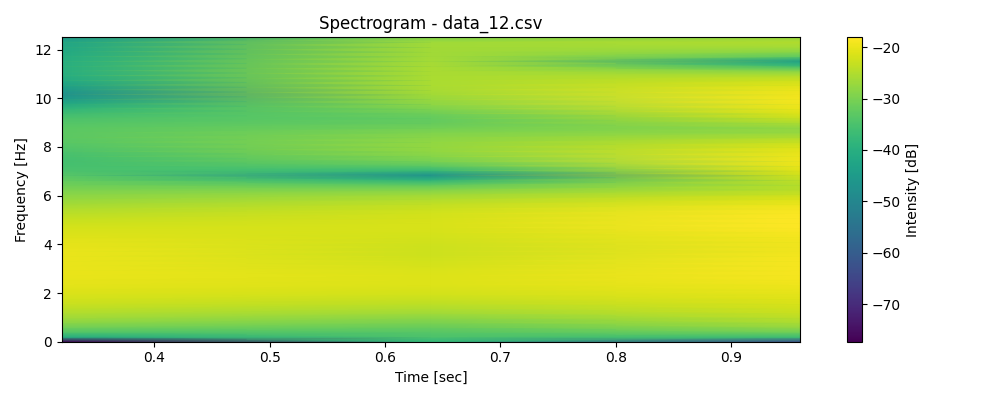 Spectrogram - data_12.csv
12
10
8
6
4
2
0
Frequency [Hz]
0.4 0.5 0.6 0.7 0.8 0.9
Time [sec]
−20
−30
−40
−50
−60
−70
Intensity [dB]